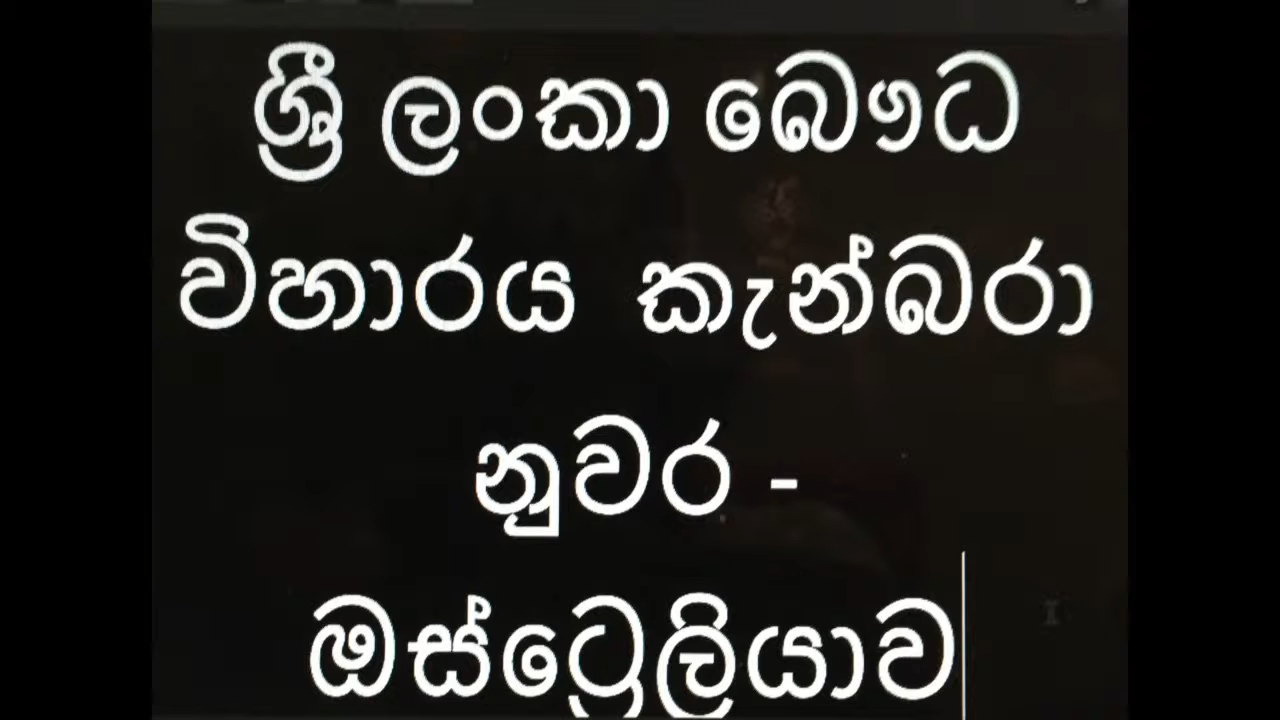 ශ්‍රී ලංකා බෞධ
විහාරය කැන්බරා
නුවර -
ඔස්ට්‍රෙලියාව